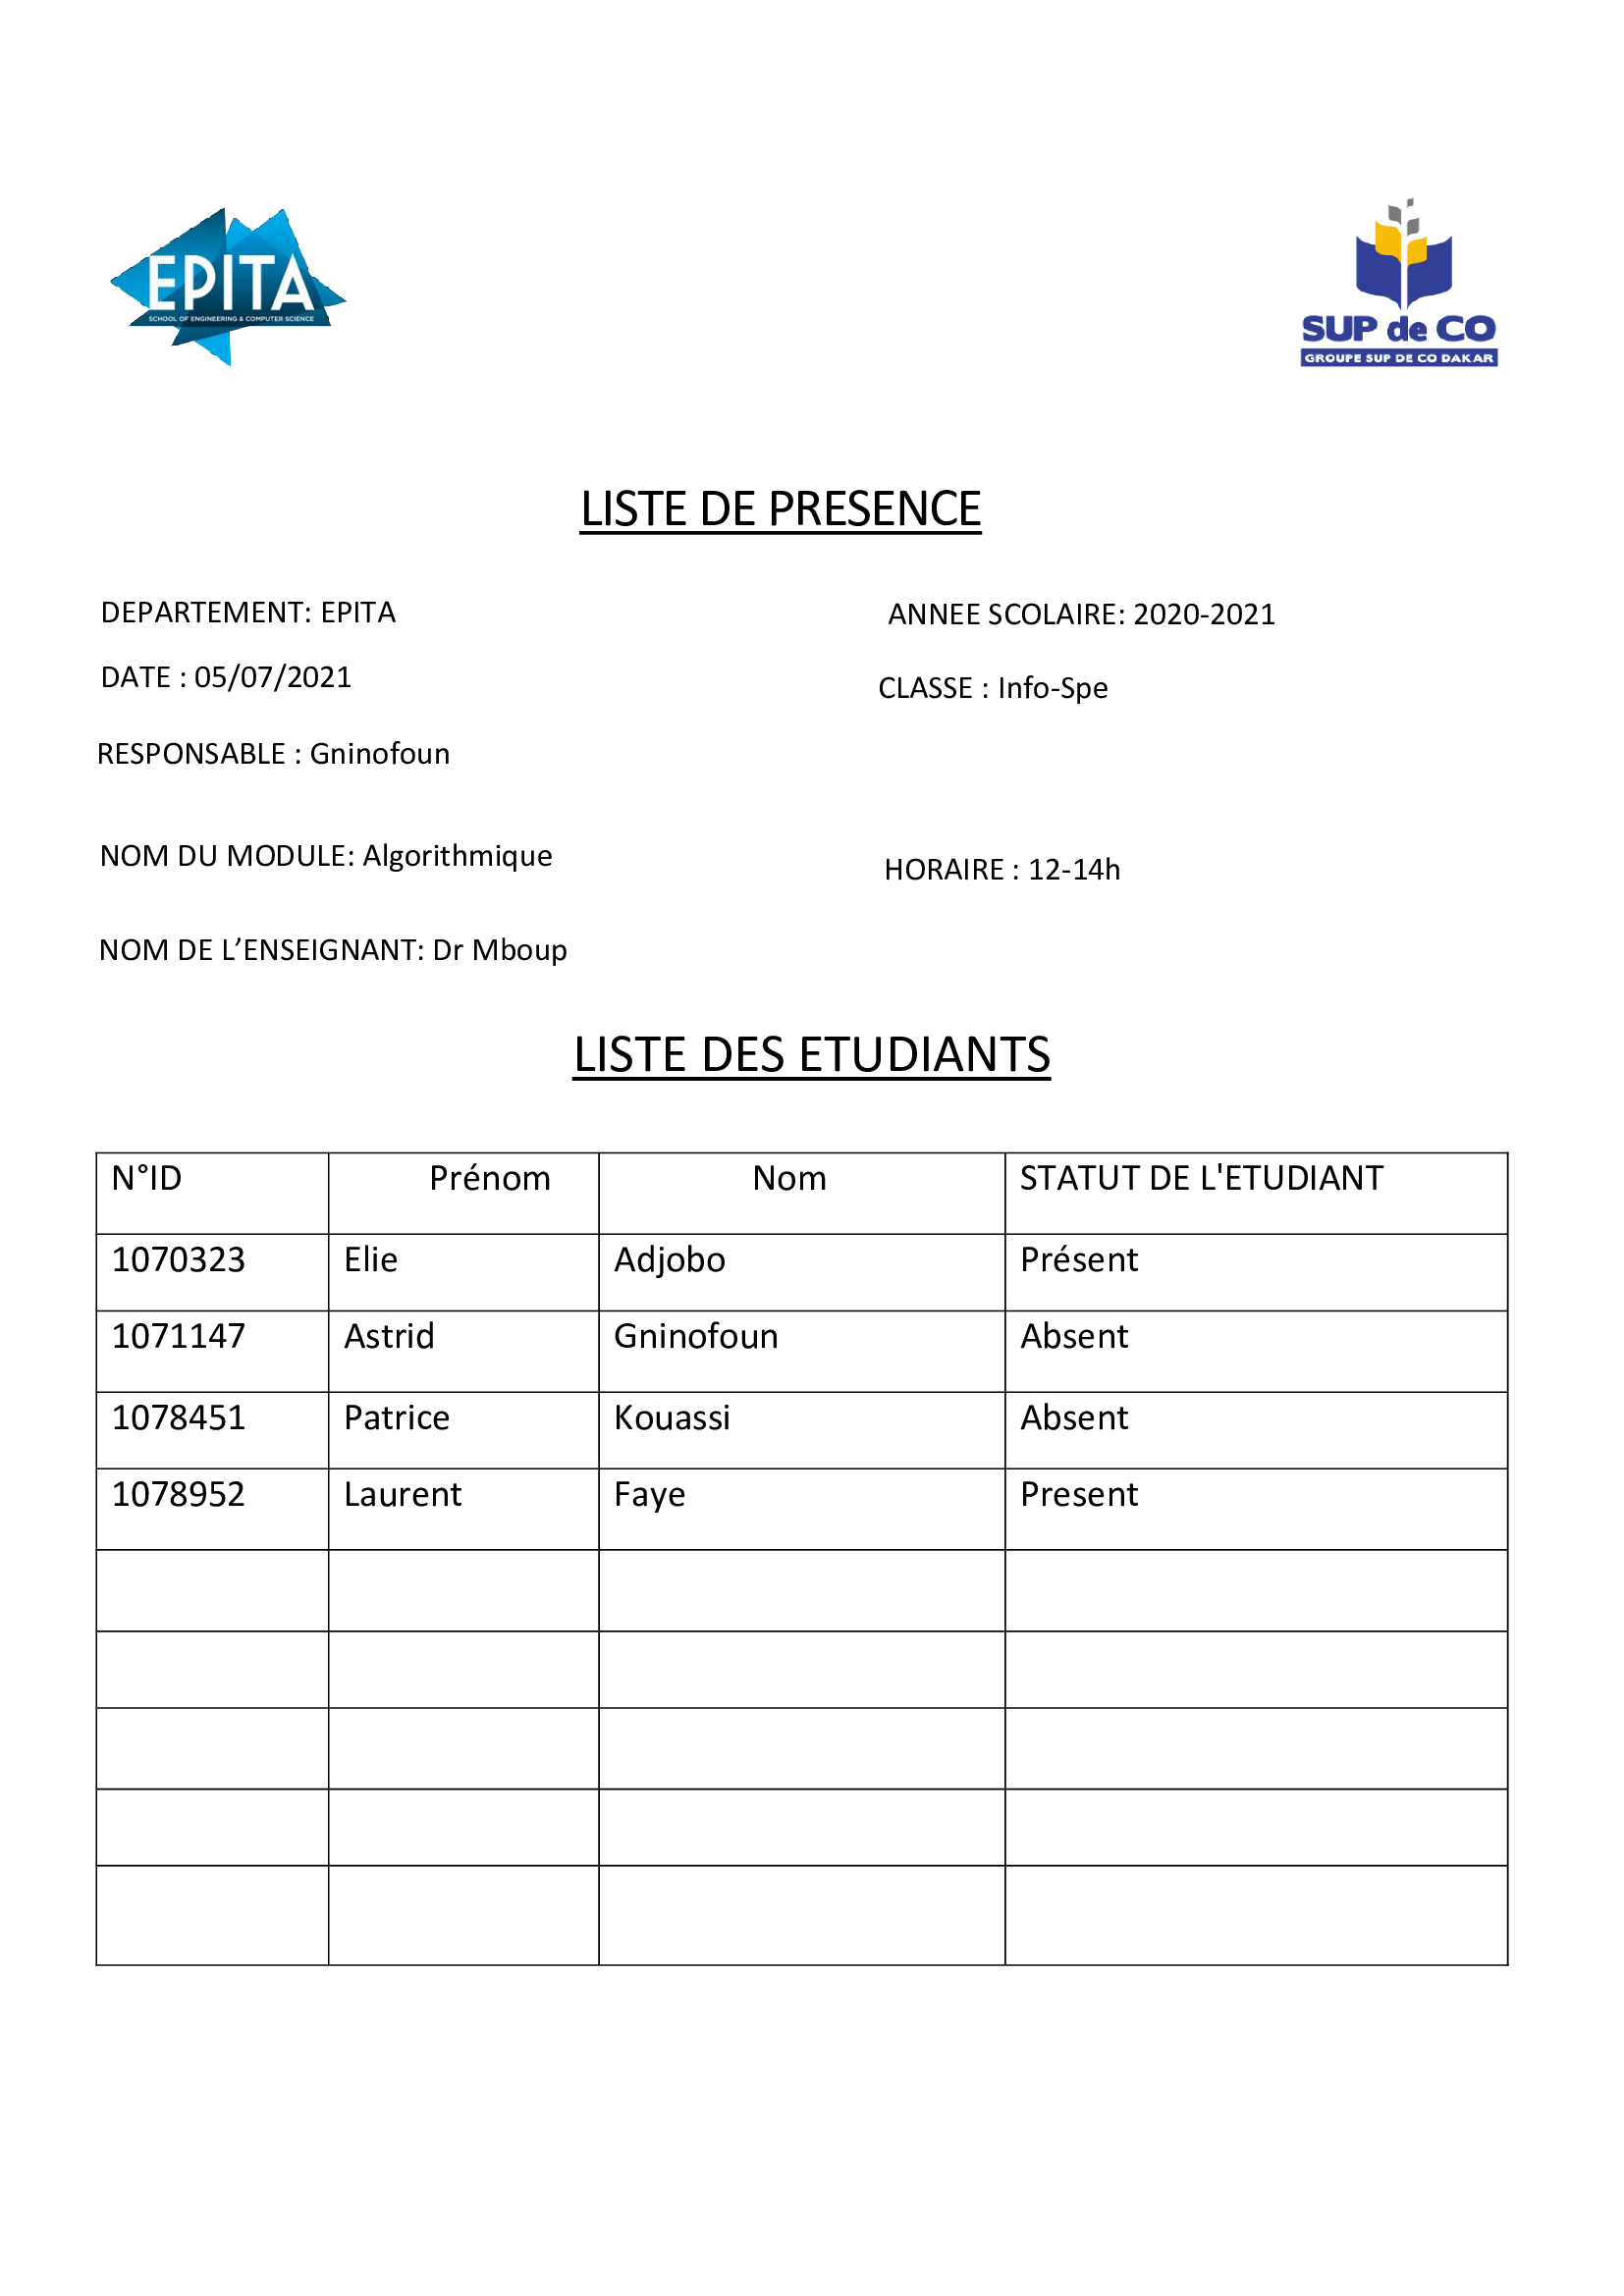 EPITA
SCHOOL OF ENGINEERING & COMPUTER SCIENCE
SUP de CO
GROUPE SUP DE CO DAKAR
LISTE DE PRESENCE
DEPARTEMENT: EPITA
ANNEE SCOLAIRE: 2020-2021
DATE : 05/07/2021
CLASSE : Info-Spe
RESPONSABLE : Gninofoun
NOM DU MODULE: Algorithmique
HORAIRE : 12-14h
NOM DE L’ENSEIGNANT: Dr Mboup
LISTE DES ETUDIANTS
N°ID Prénom Nom STATUT DE L'ETUDIANT
1070323 Elie Adjobo Présent
1071147 Astrid Gninofoun Absent
1078451 Patrice Kouassi Absent
1078952 Laurent Faye Present